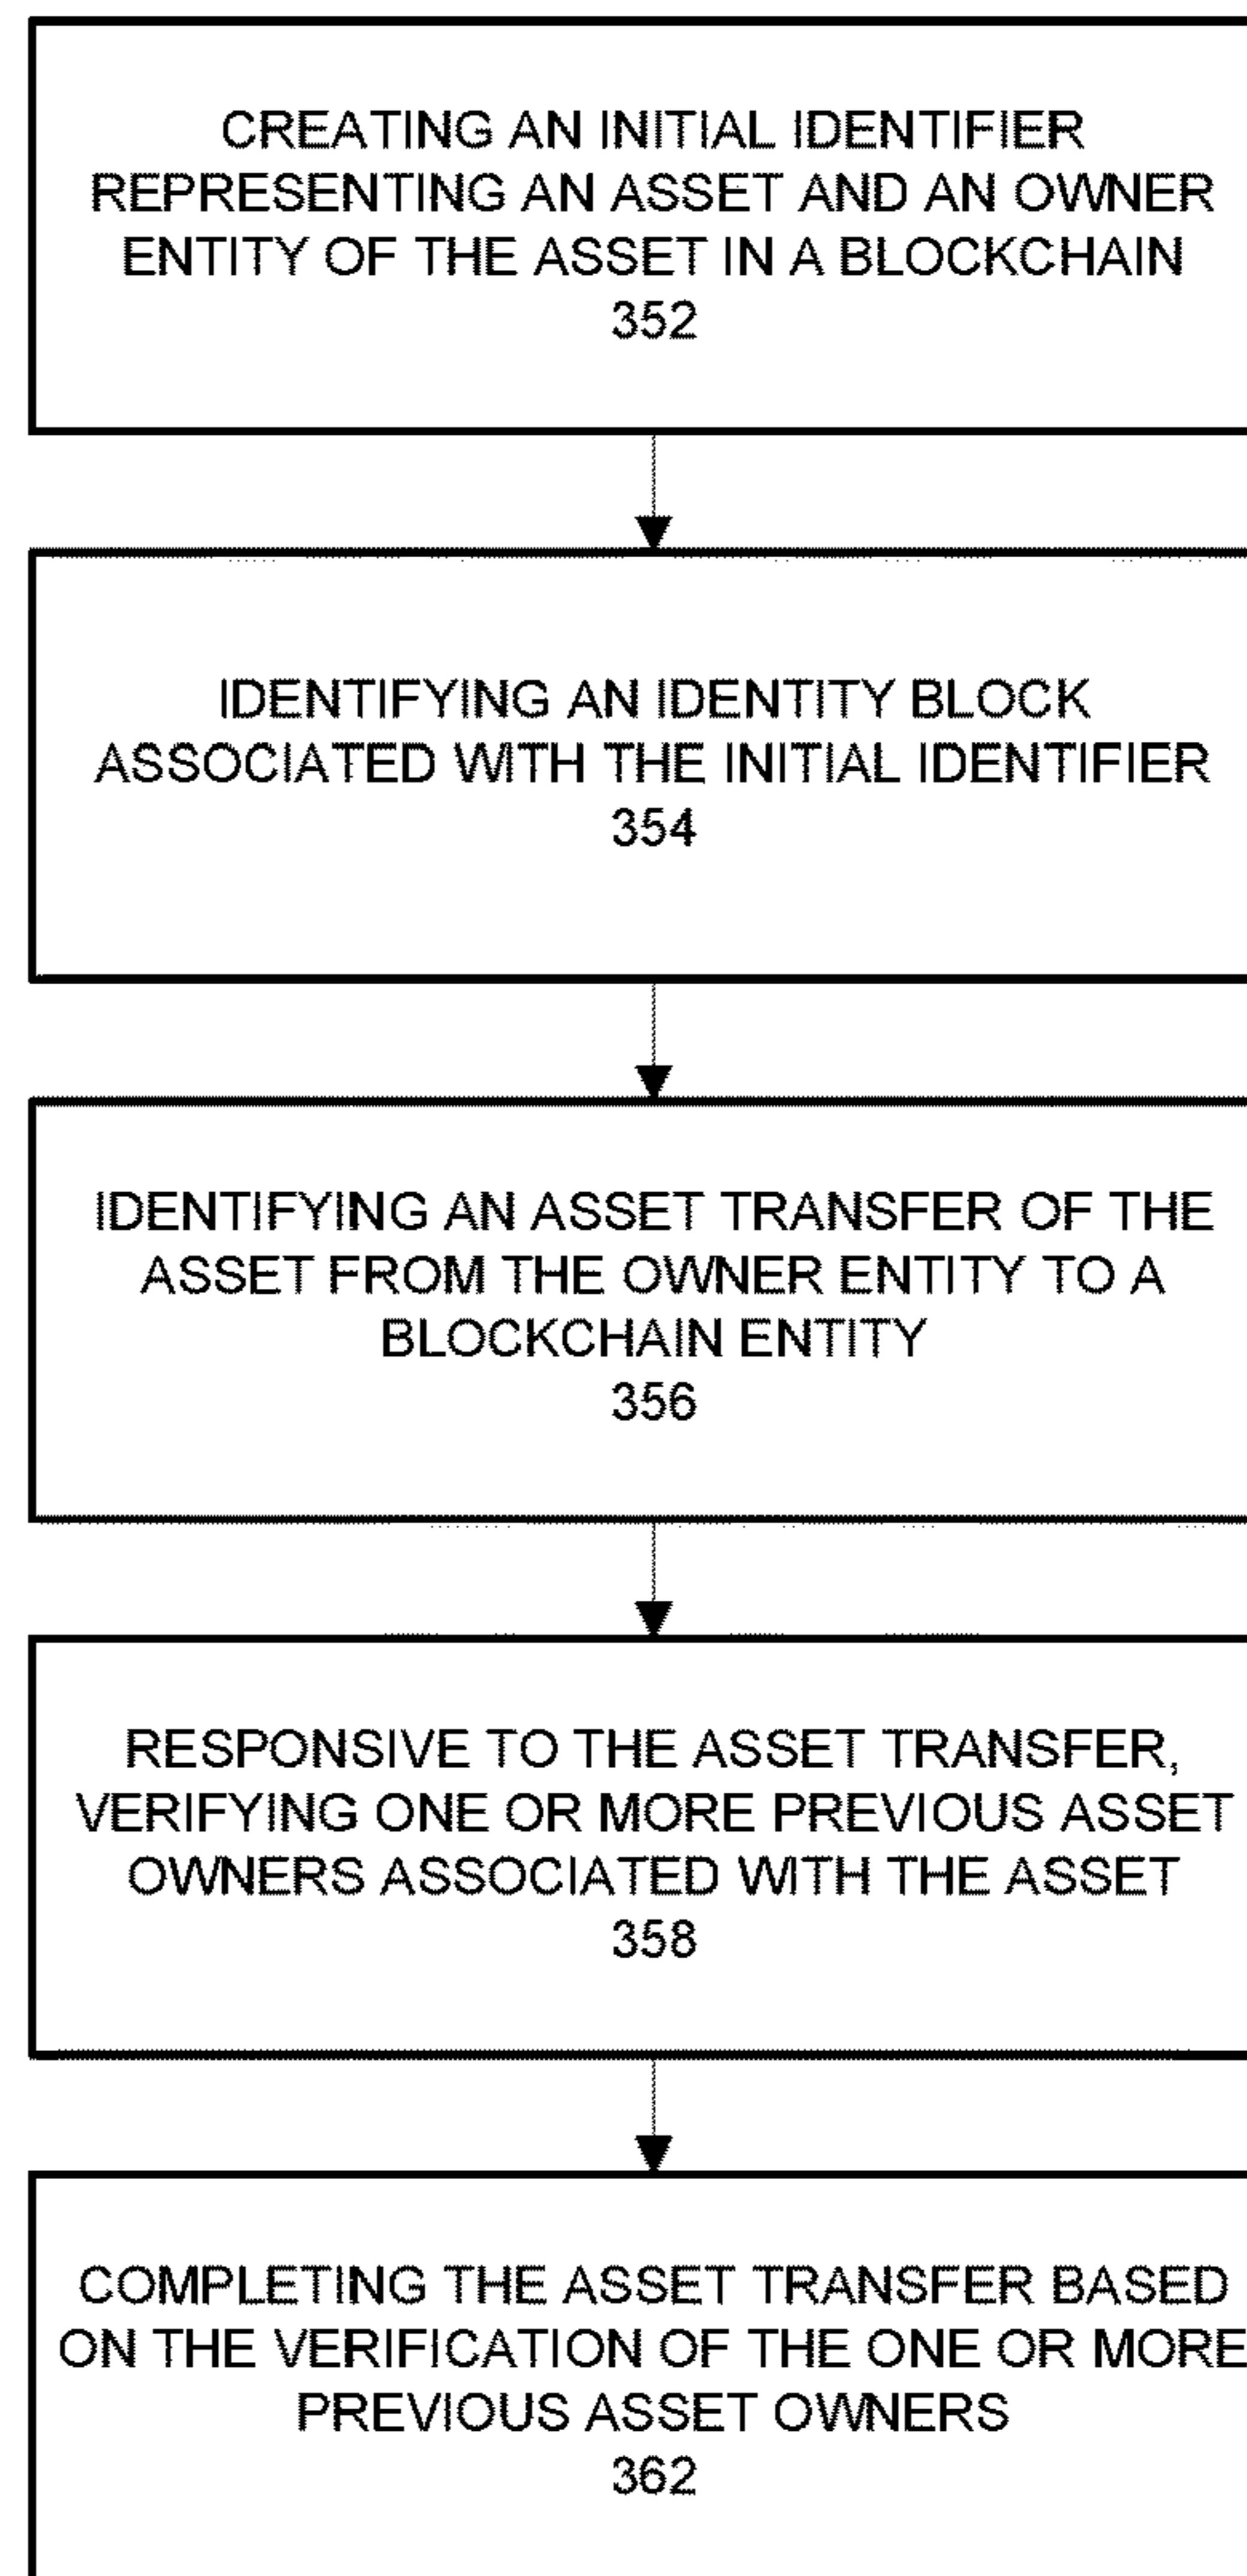 CREATING AN INITIAL IDENTIFIER
REPRESENTING AN ASSET AND AN OWNER
ENTITY OF THE ASSET IN A BLOCKCHAIN
352
IDENTIFYING AN IDENTITY BLOCK
ASSOCIATED WITH THE INITIAL IDENTIFIER
354
IDENTIFYING AN ASSET TRANSFER OF THE
ASSET FROM THE OWNER ENTITY TO A
BLOCKCHAIN ENTITY
356
RESPONSIVE TO THE ASSET TRANSFER,
VERIFYING ONE OR MORE PREVIOUS ASSET
OWNERS ASSOCIATED WITH THE ASSET
358
COMPLETING THE ASSET TRANSFER BASED
ON THE VERIFICATION OF THE ONE OR MORE
PREVIOUS ASSET OWNERS
362